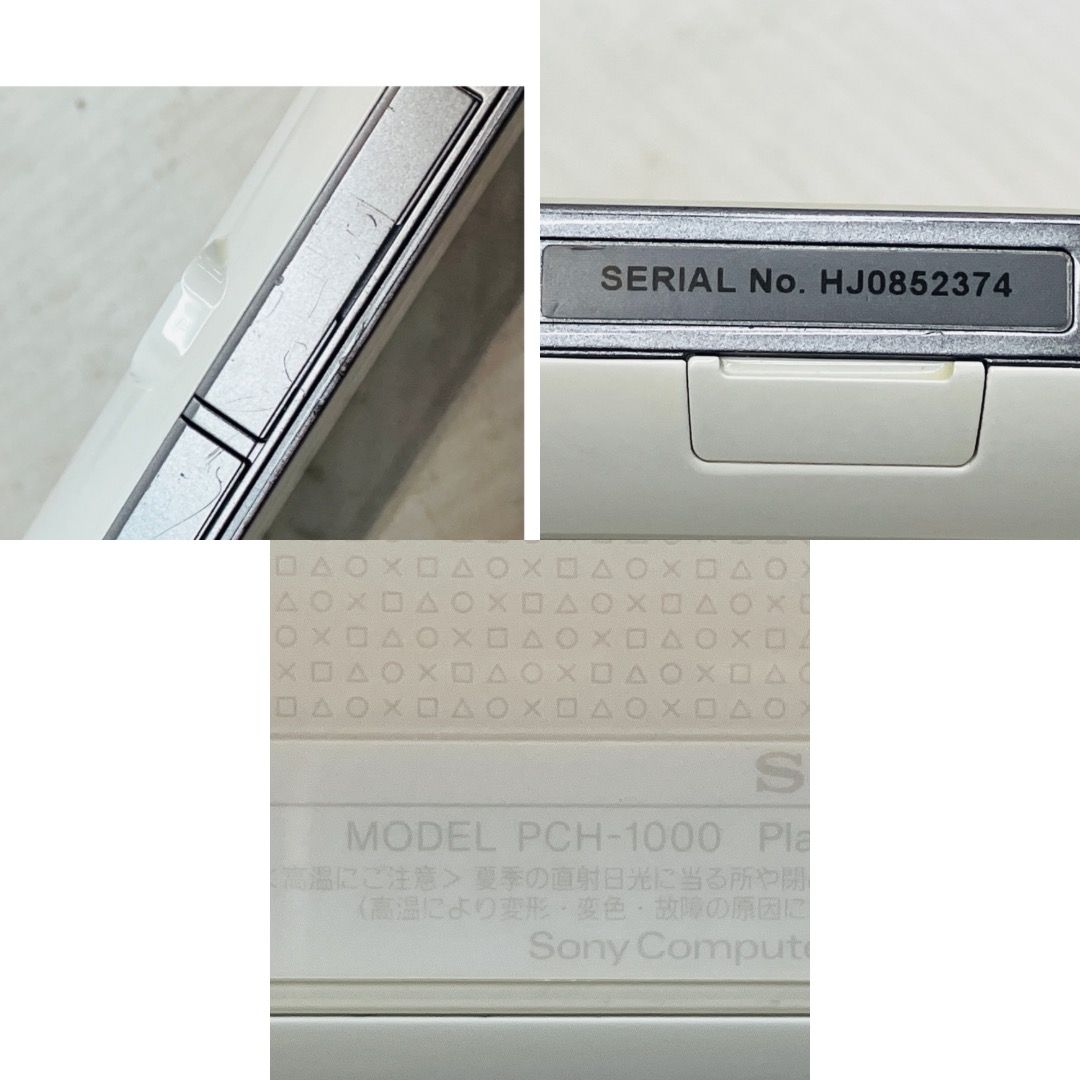 SERIAL No. HJ0852374
S
MODEL PCH-1000 Pla
<高温にご注意> 夏季の直射日光に当る所や閉
(高温により変形・変色・故障の原因に
Sony Compute